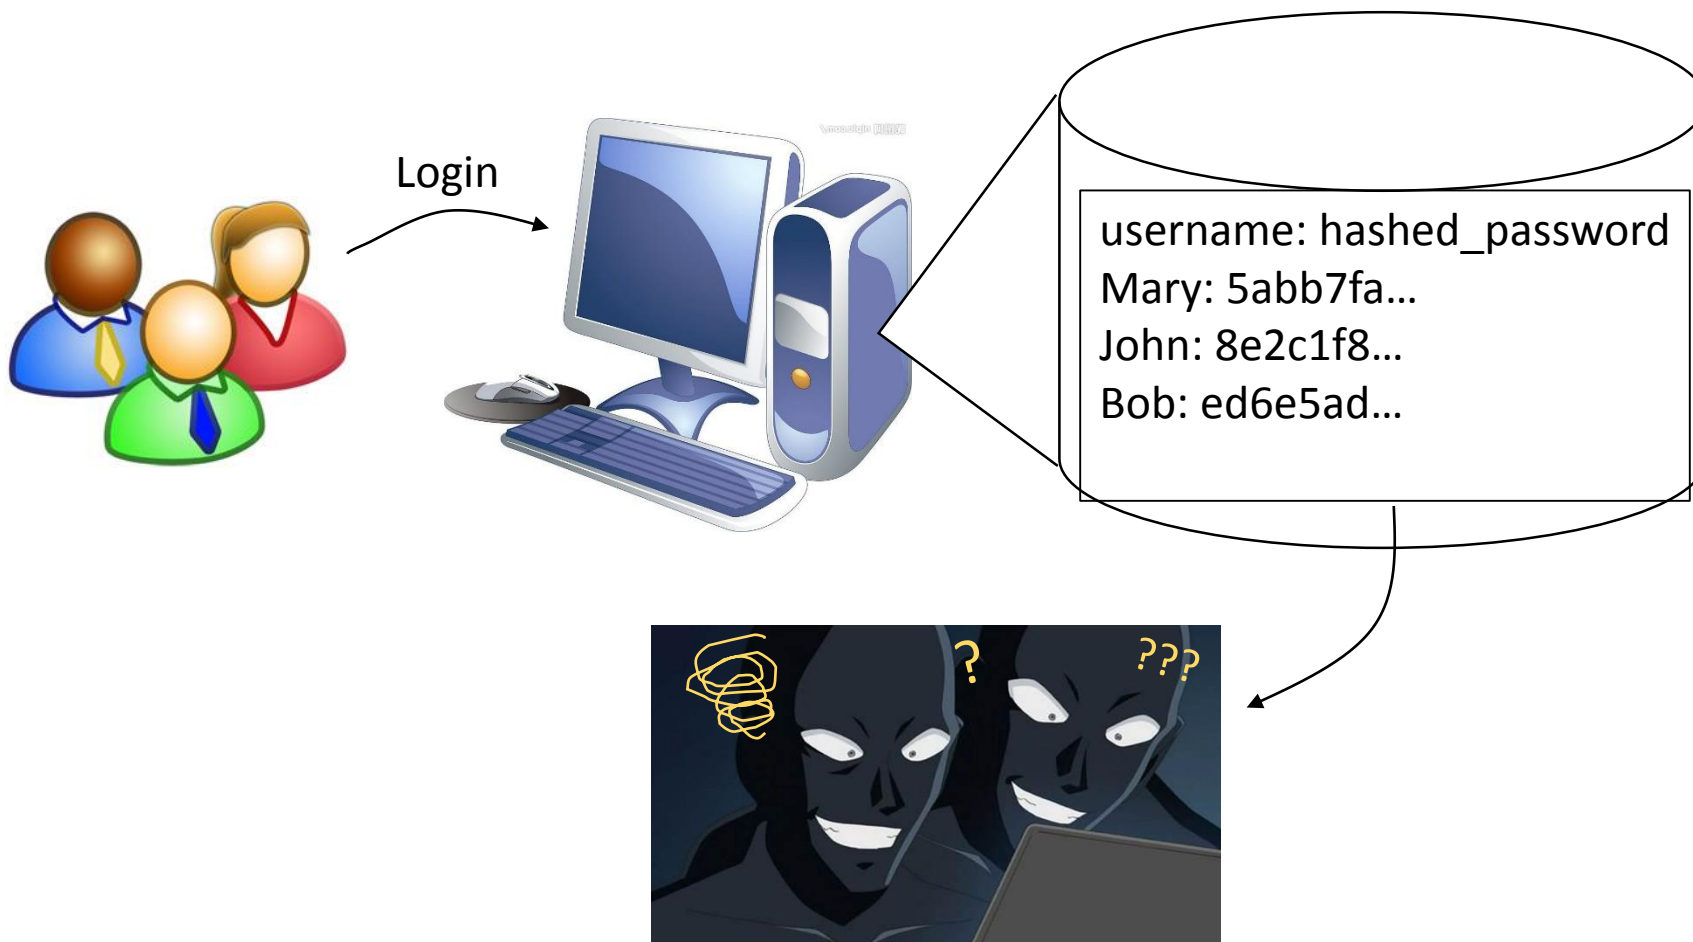 Login
username: hashed_password
Mary: 5abb7fa...
John: 8e2c1f8...
Bob: ed6e5ad...
?
???